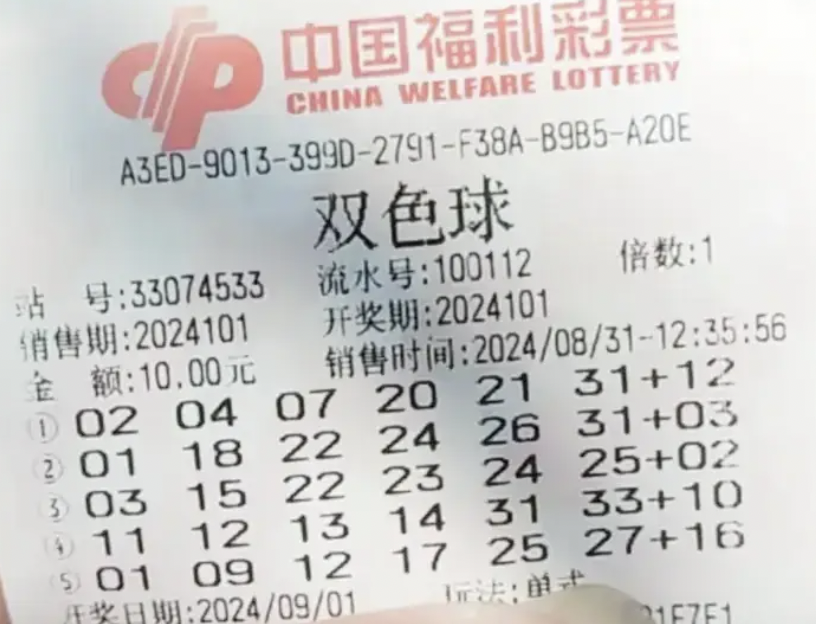 中国福利彩票
CHINA WELFARE LOTTERY
A3ED-9013-399D-2791-F38A-B9B5-A20E
双色球
站 号:33074533 流水号:100112 倍数:1
销售期:2024101 开奖期:2024101
金 额:10.00元 销售时间:2024/08/31-12:35:56
① 02 04 07 20 21 31+12
② 01 18 22 24 26 31+03
③ 03 15 22 23 24 25+02
④ 11 12 13 14 31 33+10
⑤ 01 09 12 17 25 27+16
开奖日期:2024/09/01 玩法:单式